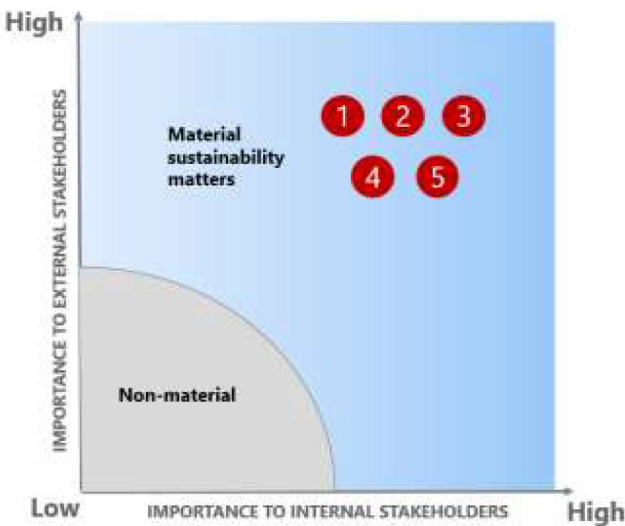 High
IMPORTANCE TO EXTERNAL STAKEHOLDERS
1 2 3
Material
sustainability
matters
4 5
Non-material
Low
IMPORTANCE TO INTERNAL STAKEHOLDERS
High